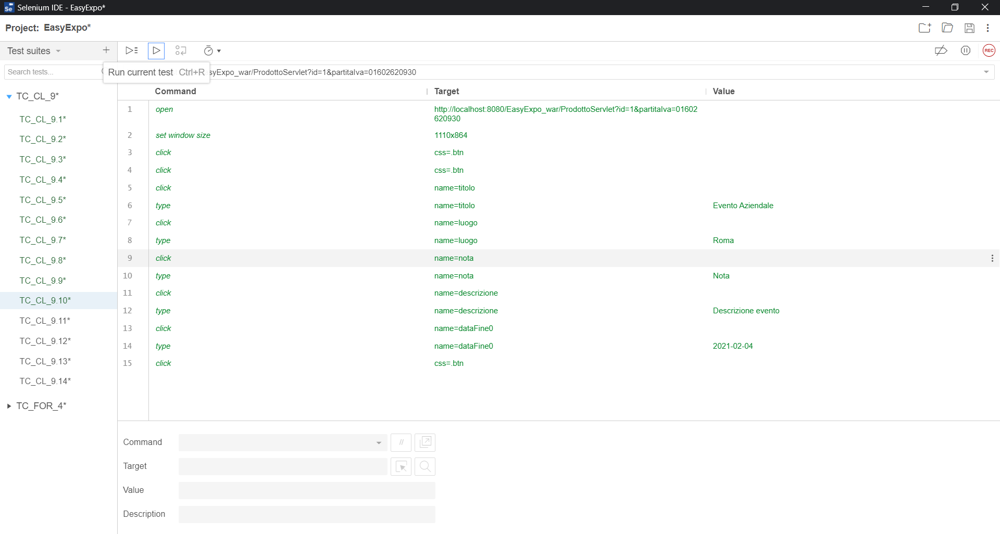 Selenium IDE - EasyExpo*
Project: EasyExpo*
Test suites
Search tests...
Run current test Ctrl+R
syExpo_war/ProdottoServlet?id=1&partitaIva=01602620930
REC
Command Target Value
1 open http://localhost:8080/EasyExpo_war/ProdottoServlet?id=1&partitaIva=01602
620930
2 set window size 1110x864
3 click css=.btn
4 click css=.btn
5 click name=titolo
6 type name=titolo Evento Aziendale
7 click name=luogo
8 type name=luogo Roma
9 click name=nota
10 type name=nota Nota
11 click name=descrizione
12 type name=descrizione Descrizione evento
13 click name=dataFine0
14 type name=dataFine0 2021-02-04
15 click css=.btn
TC_CL_9*
TC_CL_9.1*
TC_CL_9.2*
TC_CL_9.3*
TC_CL_9.4*
TC_CL_9.5*
TC_CL_9.6*
TC_CL_9.7*
TC_CL_9.8*
TC_CL_9.9*
TC_CL_9.10*
TC_CL_9.11*
TC_CL_9.12*
TC_CL_9.13*
TC_CL_9.14*
TC_FOR_4*
Command //
Target
Value
Description